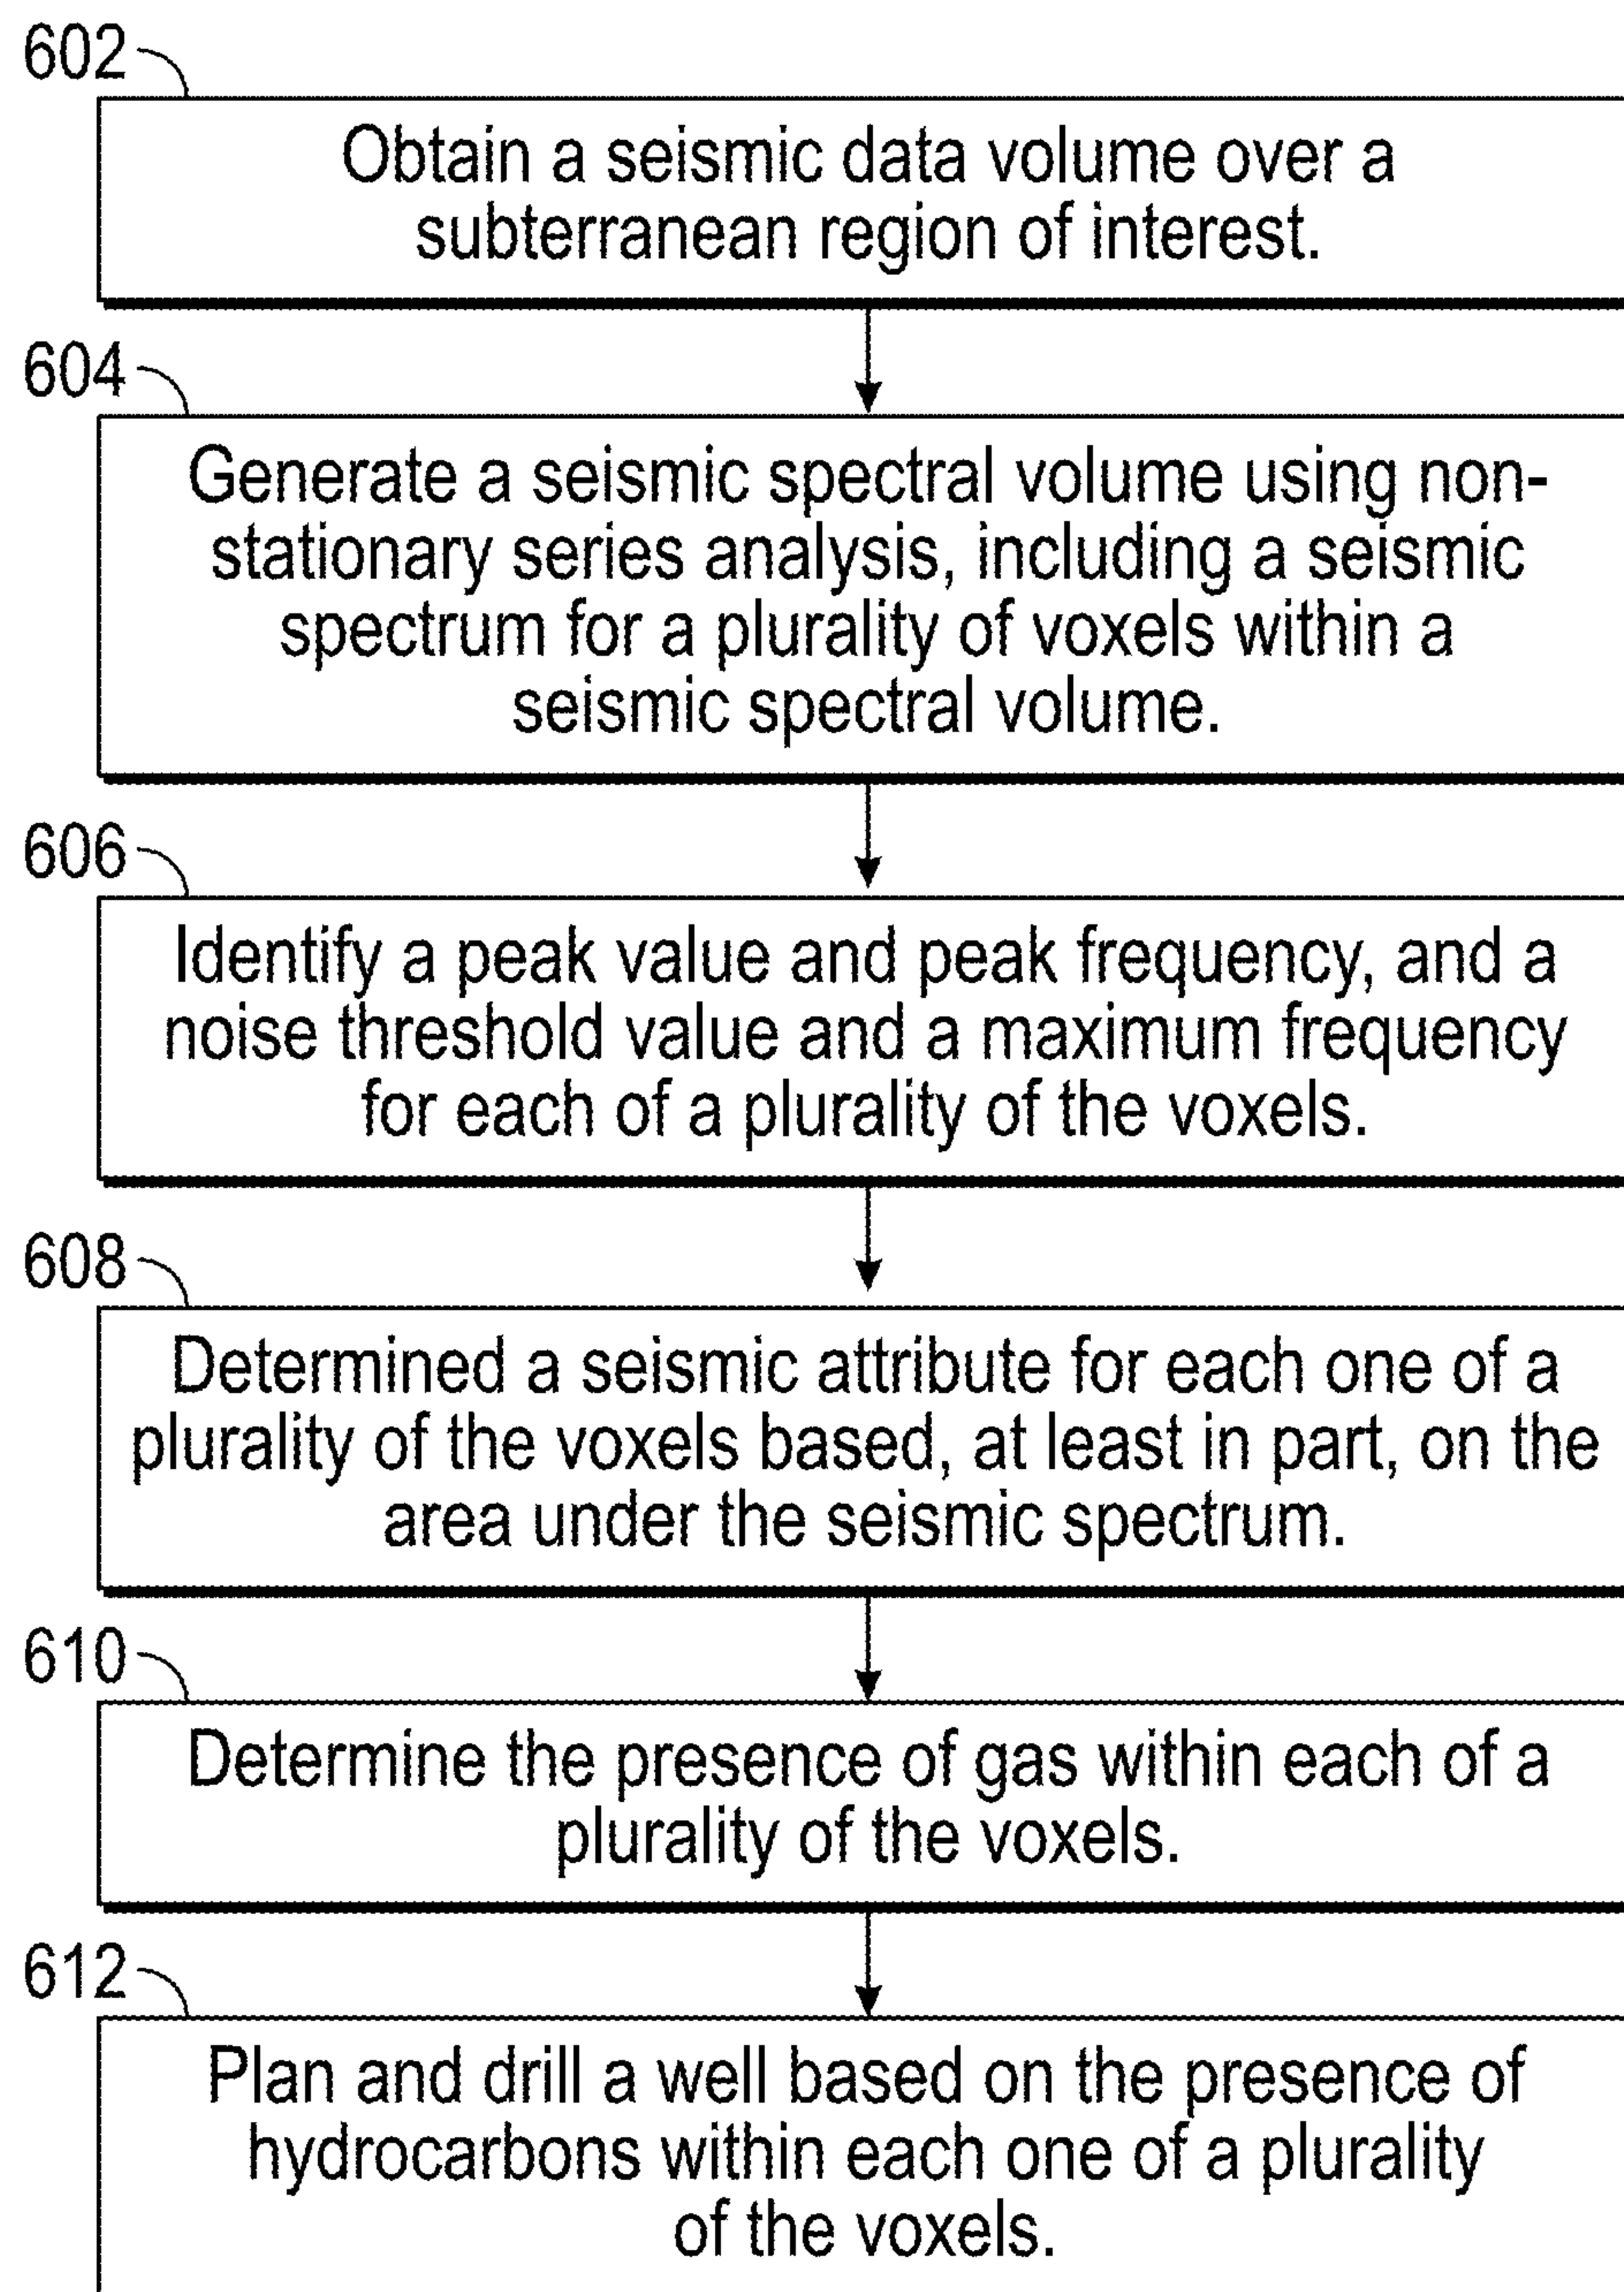 602
Obtain a seismic data volume over a
subterranean region of interest.
604
Generate a seismic spectral volume using non-
stationary series analysis, including a seismic
spectrum for a plurality of voxels within a
seismic spectral volume.
606
Identify a peak value and peak frequency, and a
noise threshold value and a maximum frequency
for each of a plurality of the voxels.
608
Determined a seismic attribute for each one of a
plurality of the voxels based, at least in part, on the
area under the seismic spectrum.
610
Determine the presence of gas within each of a
plurality of the voxels.
612
Plan and drill a well based on the presence of
hydrocarbons within each one of a plurality
of the voxels.